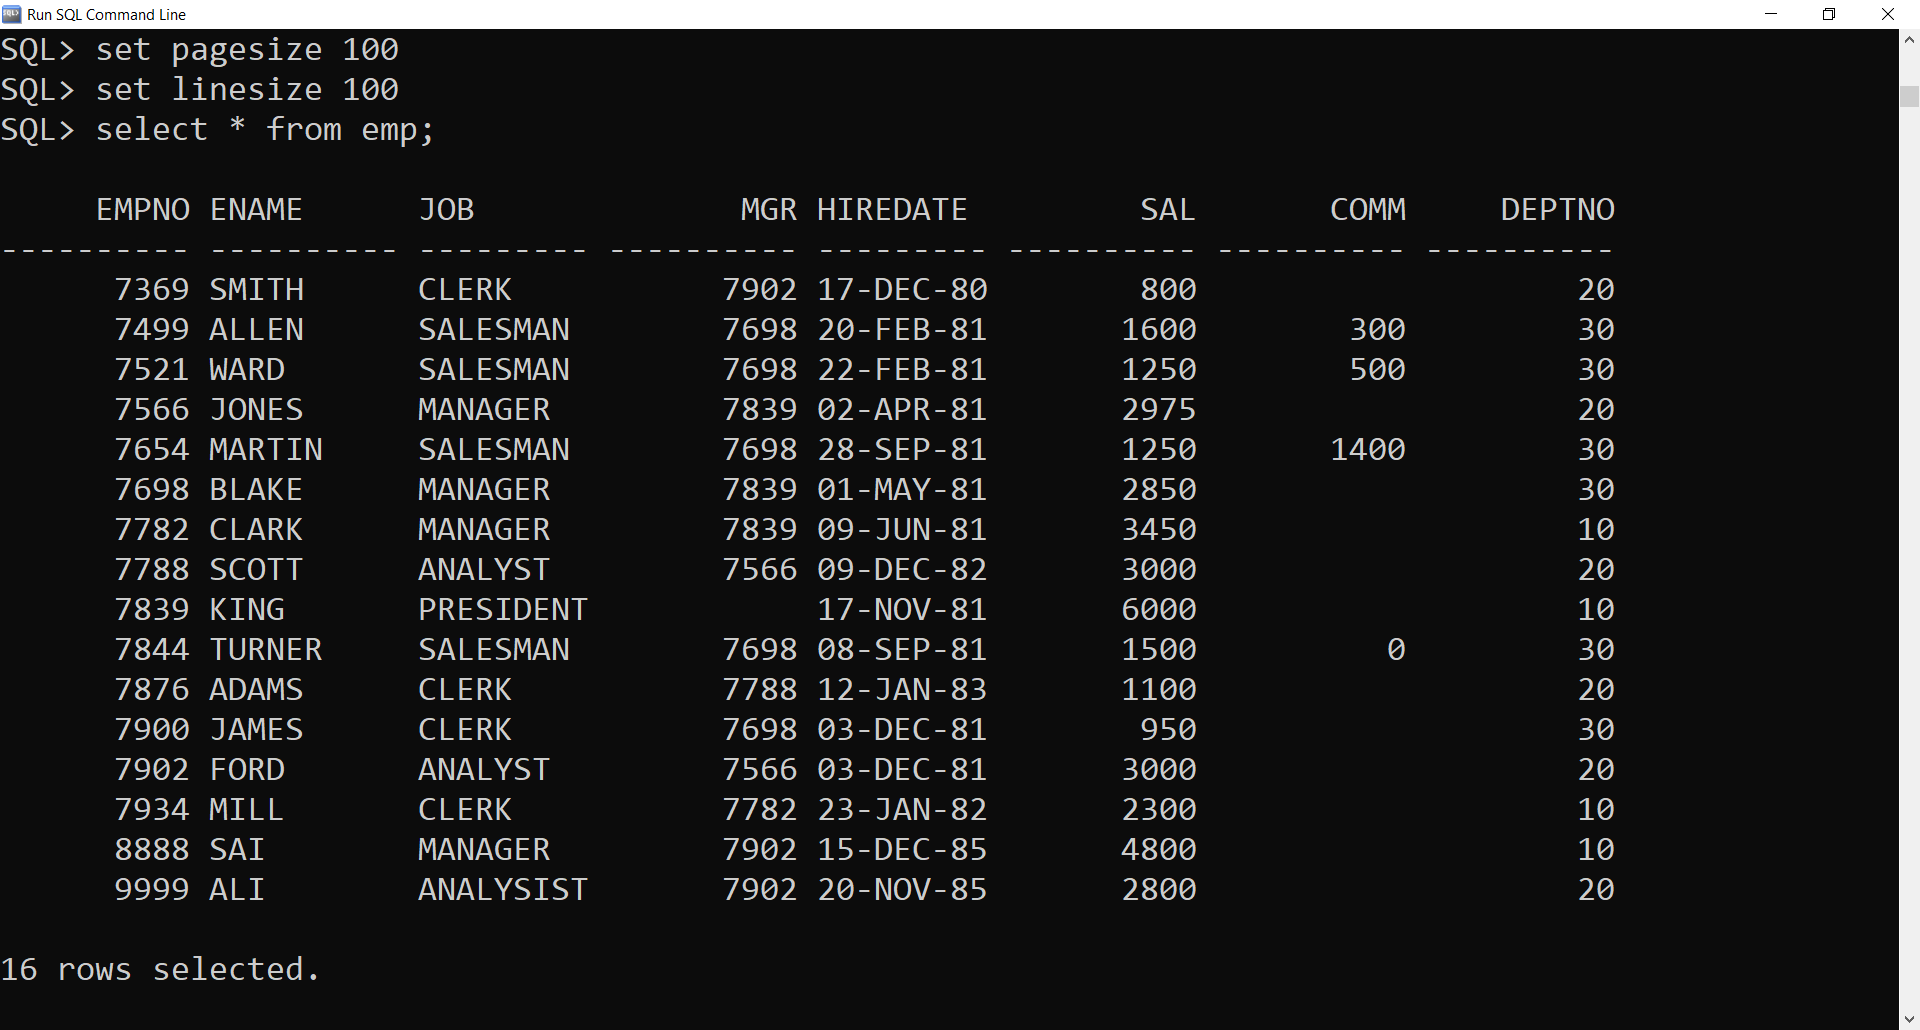 Run SQL Command Line
SQL> set pagesize 100
SQL> set linesize 100
SQL> select * from emp;
     EMPNO ENAME      JOB              MGR HIREDATE         SAL       COMM     DEPTNO
---------- ---------- --------- ---------- --------- ---------- ---------- ----------
      7369 SMITH      CLERK           7902 17-DEC-80        800                    20
      7499 ALLEN      SALESMAN        7698 20-FEB-81       1600        300         30
      7521 WARD       SALESMAN        7698 22-FEB-81       1250        500         30
      7566 JONES      MANAGER         7839 02-APR-81       2975                    20
      7654 MARTIN     SALESMAN        7698 28-SEP-81       1250       1400         30
      7698 BLAKE      MANAGER         7839 01-MAY-81       2850                    30
      7782 CLARK      MANAGER         7839 09-JUN-81       3450                    10
      7788 SCOTT      ANALYST         7566 09-DEC-82       3000                    20
      7839 KING       PRESIDENT            17-NOV-81       6000                    10
      7844 TURNER     SALESMAN        7698 08-SEP-81       1500          0         30
      7876 ADAMS      CLERK           7788 12-JAN-83       1100                    20
      7900 JAMES      CLERK           7698 03-DEC-81        950                    30
      7902 FORD       ANALYST         7566 03-DEC-81       3000                    20
      7934 MILL       CLERK           7782 23-JAN-82       2300                    10
      8888 SAI        MANAGER         7902 15-DEC-85       4800                    10
      9999 ALI        ANALYSIST       7902 20-NOV-85       2800                    20
16 rows selected.